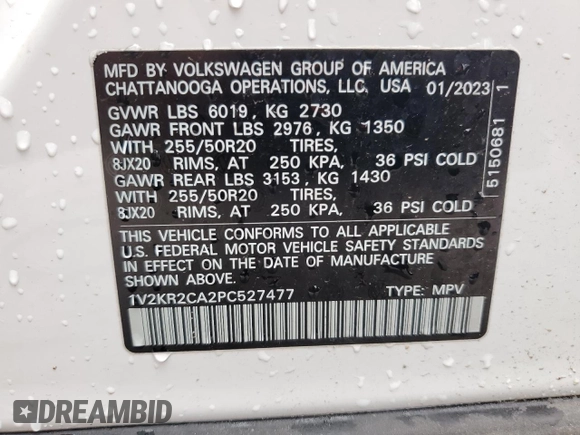 MFD BY VOLKSWAGEN GROUP OF AMERICA
CHATTANOOGA OPERATIONS, LLC. USA 01/2023
GVWR LBS 6019, KG 2730
GAWR FRONT LBS 2976, KG 1350
WITH 255/50R20 TIRES,
8JX20 RIMS, AT 250 KPA, 36 PSI COLD
GAWR REAR LBS 3153, KG 1430
WITH 255/50R20 TIRES,
8JX20 RIMS, AT 250 KPA, 36 PSI COLD
THIS VEHICLE CONFORMS TO ALL APPLICABLE
U.S. FEDERAL MOTOR VEHICLE SAFETY STANDARDS
IN EFFECT ON THE DATE OF MANUFACTURE
SHOWN ABOVE.
1V2KR2CA2PC527477 TYPE: MPV
5150681 1
DREAMBID